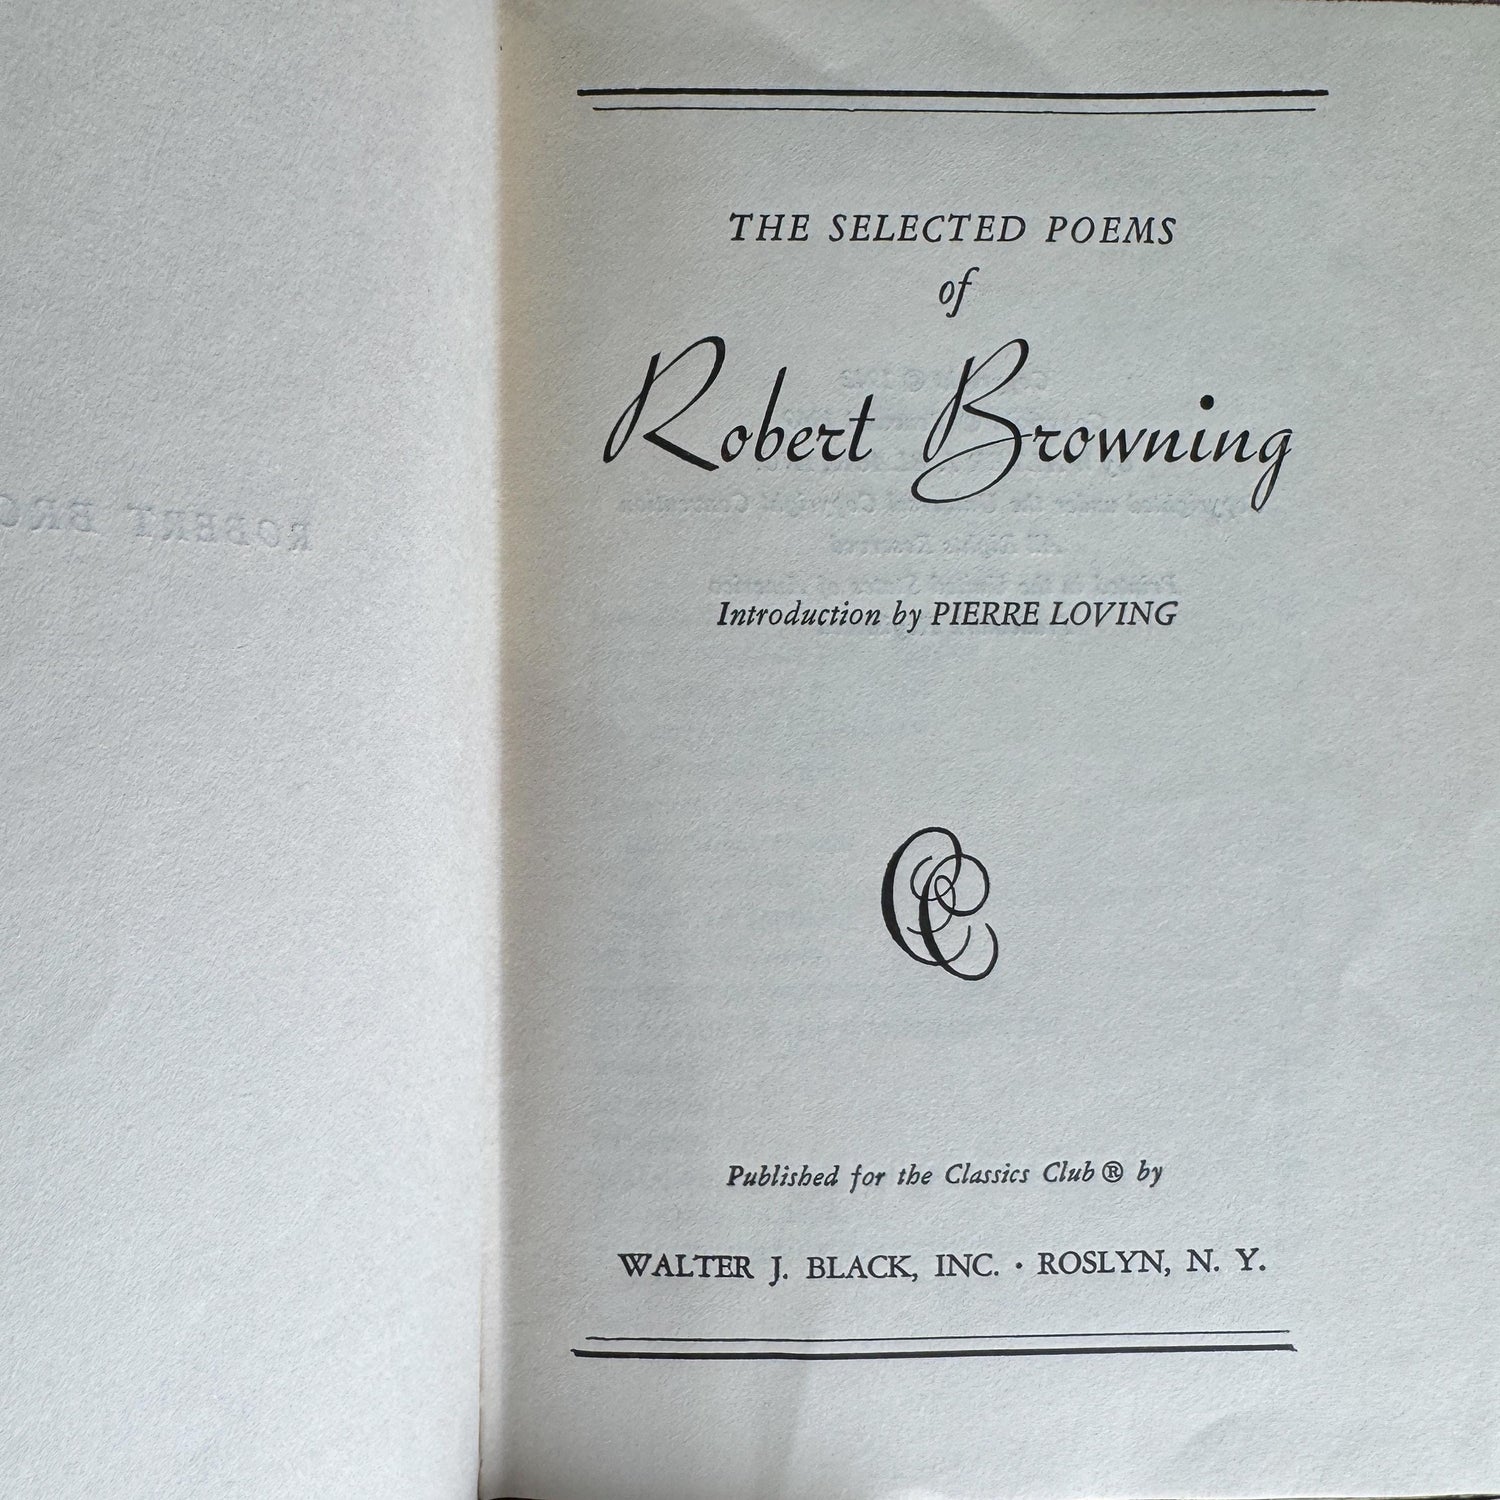 THE SELECTED POEMS
of
Robert Browning
Introduction by PIERRE LOVING
CC
Published for the Classics Club ® by
WALTER J. BLACK, INC. • ROSLYN, N. Y.